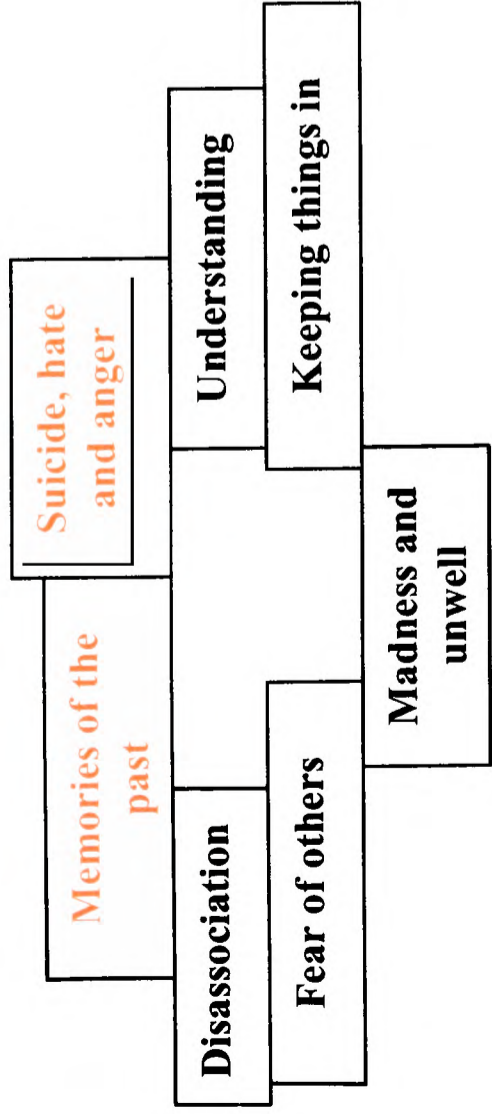 Memories of the
past
Suicide, hate
and anger
Disassociation
Understanding
Fear of others
Keeping things in
Madness and
unwell